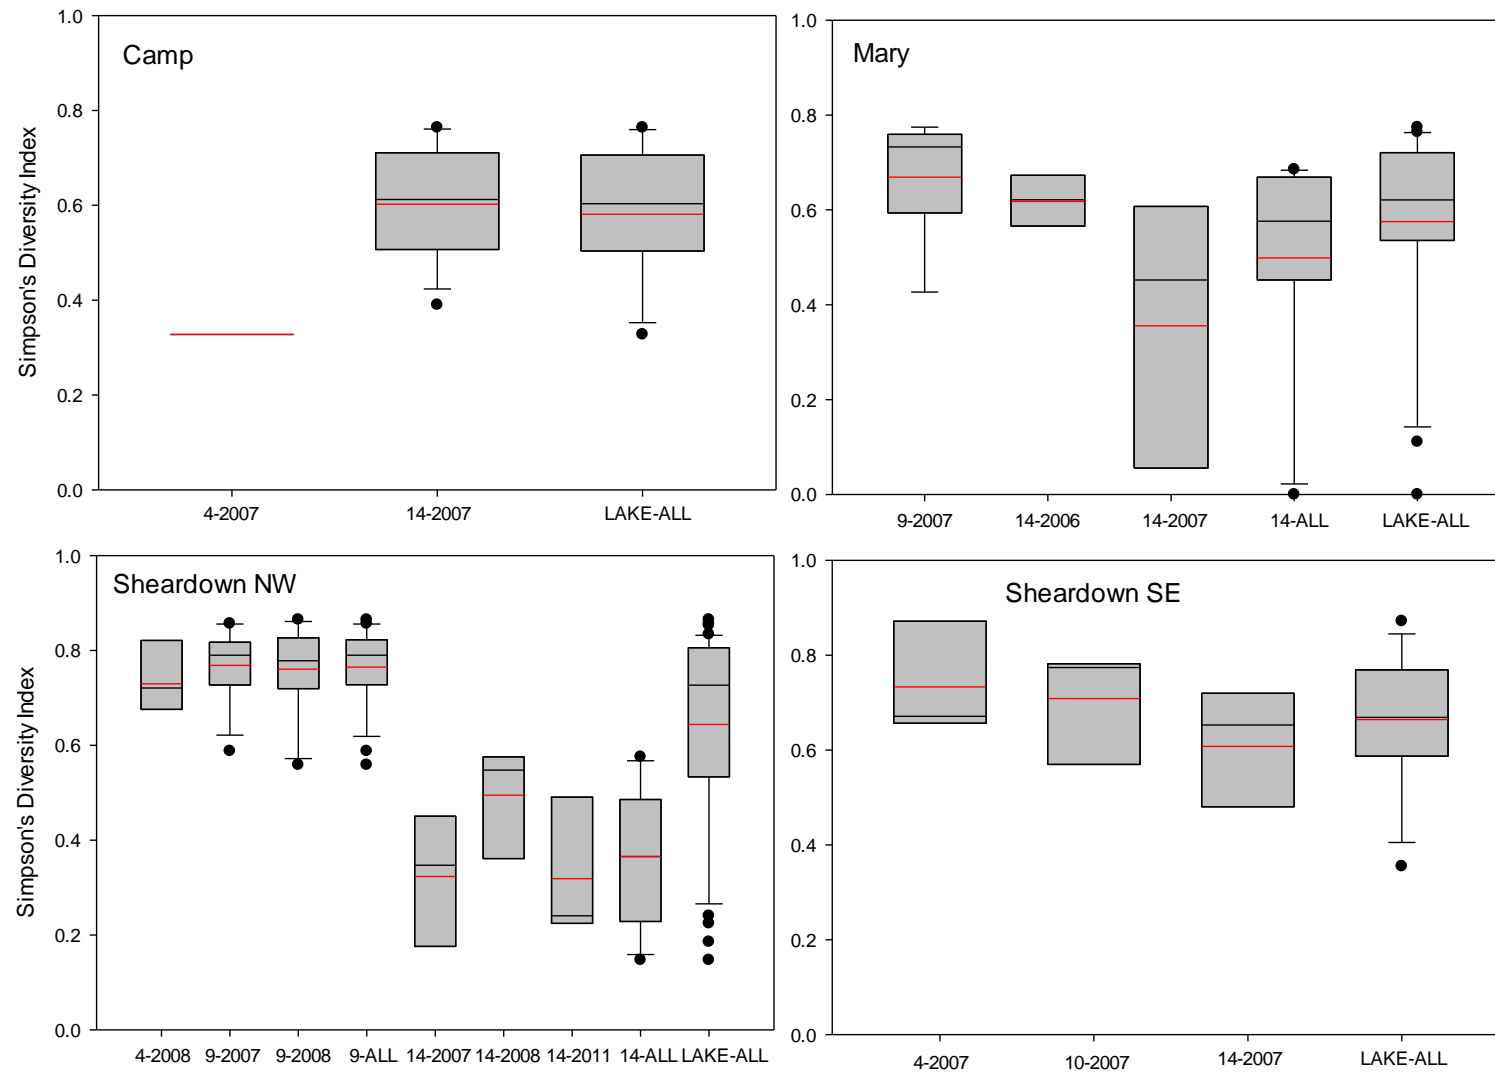 Camp
Simpson's Diversity Index
1.0
0.8
0.6
0.4
0.2
0.0
4-2007 14-2007 LAKE-ALL
Mary
1.0
0.8
0.6
0.4
0.2
0.0
9-2007 14-2006 14-2007 14-ALL LAKE-ALL
Sheardown NW
Simpson's Diversity Index
1.0
0.8
0.6
0.4
0.2
0.0
4-2008 9-2007 9-2008 9-ALL 14-2007 14-2008 14-2011 14-ALL LAKE-ALL
Sheardown SE
1.0
0.8
0.6
0.4
0.2
0.0
4-2007 10-2007 14-2007 LAKE-ALL